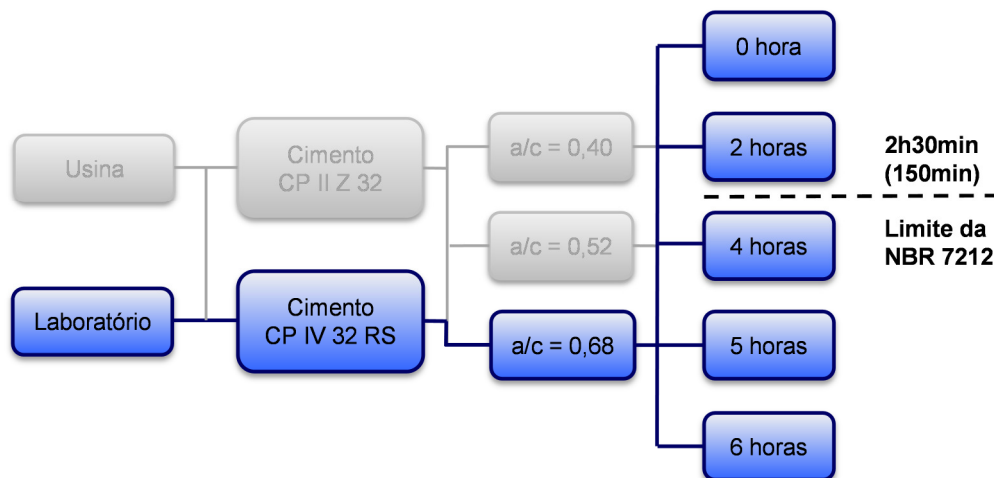 Usina
Laboratório
Cimento
CP II Z 32
Cimento
CP IV 32 RS
a/c = 0,40
a/c = 0,52
a/c = 0,68
0 hora
2 horas
4 horas
5 horas
6 horas
2h30min
(150min)
Limite da
NBR 7212